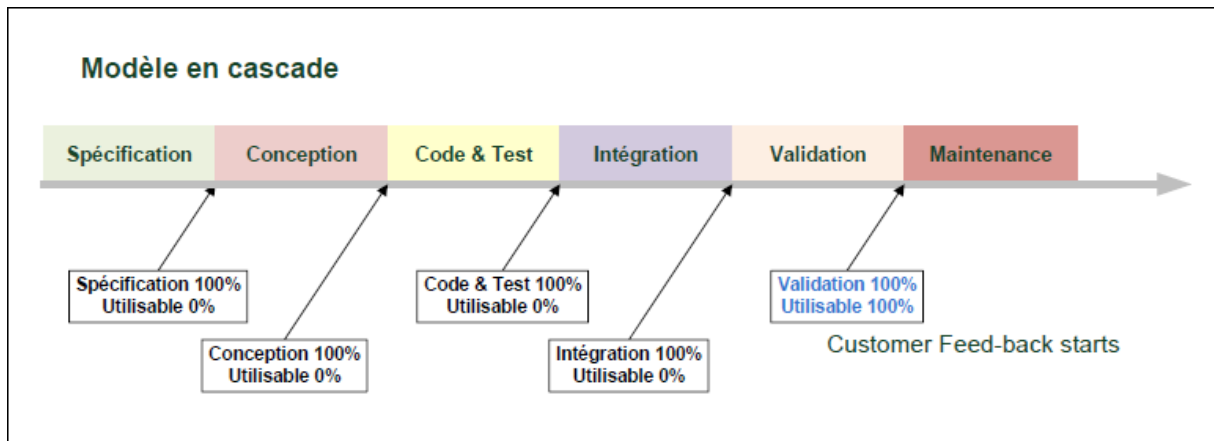 Modèle en cascade
Spécification
Conception
Code & Test
Intégration
Validation
Maintenance
Spécification 100%
Utilisable 0%
Conception 100%
Utilisable 0%
Code & Test 100%
Utilisable 0%
Intégration 100%
Utilisable 0%
Validation 100%
Utilisable 100%
Customer Feed-back starts